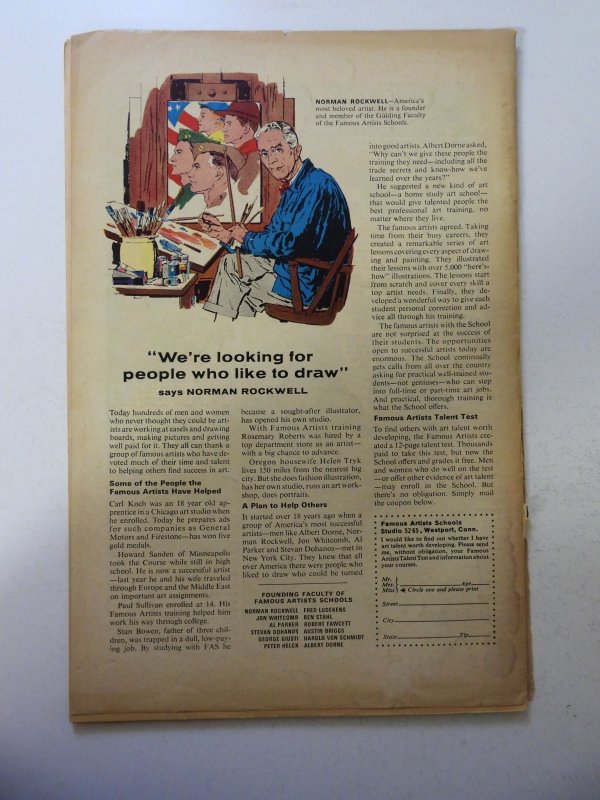 NORMAN ROCKWELL—America's
most beloved artist. He is a founder
and member of the Guiding Faculty
of the Famous Artists Schools.
"We're looking for
people who like to draw"
says NORMAN ROCKWELL
Today hundreds of men and women
who never thought they could be art-
ists are working at easels and drawing
boards, making pictures and getting
well paid for it. They all can thank a
group of famous artists who have de-
voted much of their time and talent
to helping others find success in art.
Some of the People the
Famous Artists Have Helped
Carl Koch was an 18 year old ap-
prentice in a Chicago art studio when
he enrolled. Today he prepares ads
for such companies as General
Motors and Firestone—has won five
gold medals.
Howard Sanden of Minneapolis
took the Course while still in high
school. He is now a successful artist
—last year he and his wife traveled
through Europe and the Middle East
on important art assignments.
Paul Sullivan enrolled at 14. His
Famous Artists training helped him
work his way through college.
Stan Bowen, father of three chil-
dren, was trapped in a dull, low-pay-
ing job. By studying with FAS he
became a sought-after illustrator,
has opened his own studio.
With Famous Artists training
Rosemary Roberts was hired by a
top department store as an artist—
with a big chance to advance.
Oregon housewife Helen Tryk
lives 150 miles from the nearest big
city. But she does fashion illustration,
has her own studio, runs an art work-
shop, does portraits.
A Plan to Help Others
It started over 18 years ago when a
group of America's most successful
artists—men like Albert Dorne, Nor-
man Rockwell, Jon Whitcomb, Al
Parker and Stevan Dohanos—met in
New York City. They knew that all
over America there were people who
liked to draw who could be turned
FOUNDING FACULTY OF
FAMOUS ARTISTS SCHOOLS
NORMAN ROCKWELL FRED LUDEKENS
JON WHITCOMB BEN STAHL
AL PARKER ROBERT FAWCETT
STEVAN DOHANOS AUSTIN BRIGGS
GEORGE GIUSTI HAROLD VON SCHMIDT
PETER HELCK ALBERT DORNE
into good artists. Albert Dorne asked,
"Why can't we give these people the
training they need—including all the
trade secrets and know-how we've
learned over the years?"
He suggested a new kind of art
school—a home study art school—
that would give talented people the
best professional art training, no
matter where they live.
The famous artists agreed. Taking
time from their busy careers, they
created a remarkable series of art
lessons covering every aspect of draw-
ing and painting. They illustrated
their lessons with over 5,000 "here's-
how" illustrations. The lessons start
from scratch and cover every skill a
top artist needs. Finally, they de-
veloped a wonderful way to give each
student personal correction and ad-
vice all through his training.
The famous artists with the School
are not surprised at the success of
their students. The opportunities
open to successful artists today are
enormous. The School continually
gets calls from all over the country
asking for practical well-trained stu-
dents—not geniuses—who can step
into full-time or part-time art jobs.
And practical, thorough training is
what the School offers.
Famous Artists Talent Test
To find others with art talent worth
developing, the Famous Artists cre-
ated a 12-page talent test. Thousands
paid to take this test, but now the
School offers and grades it free. Men
and women who do well on the test
—or offer other evidence of art talent
—may enroll in the School. But
there's no obligation. Simply mail
the coupon below.
Famous Artists Schools
Studio 5265, Westport, Conn.
I would like to find out whether I have
art talent worth developing. Please send
me, without obligation, your Famous
Artists Talent Test and information about
your courses.
Mr.
Mrs. Age
Miss Circle one and please print
Street
City
State Zip